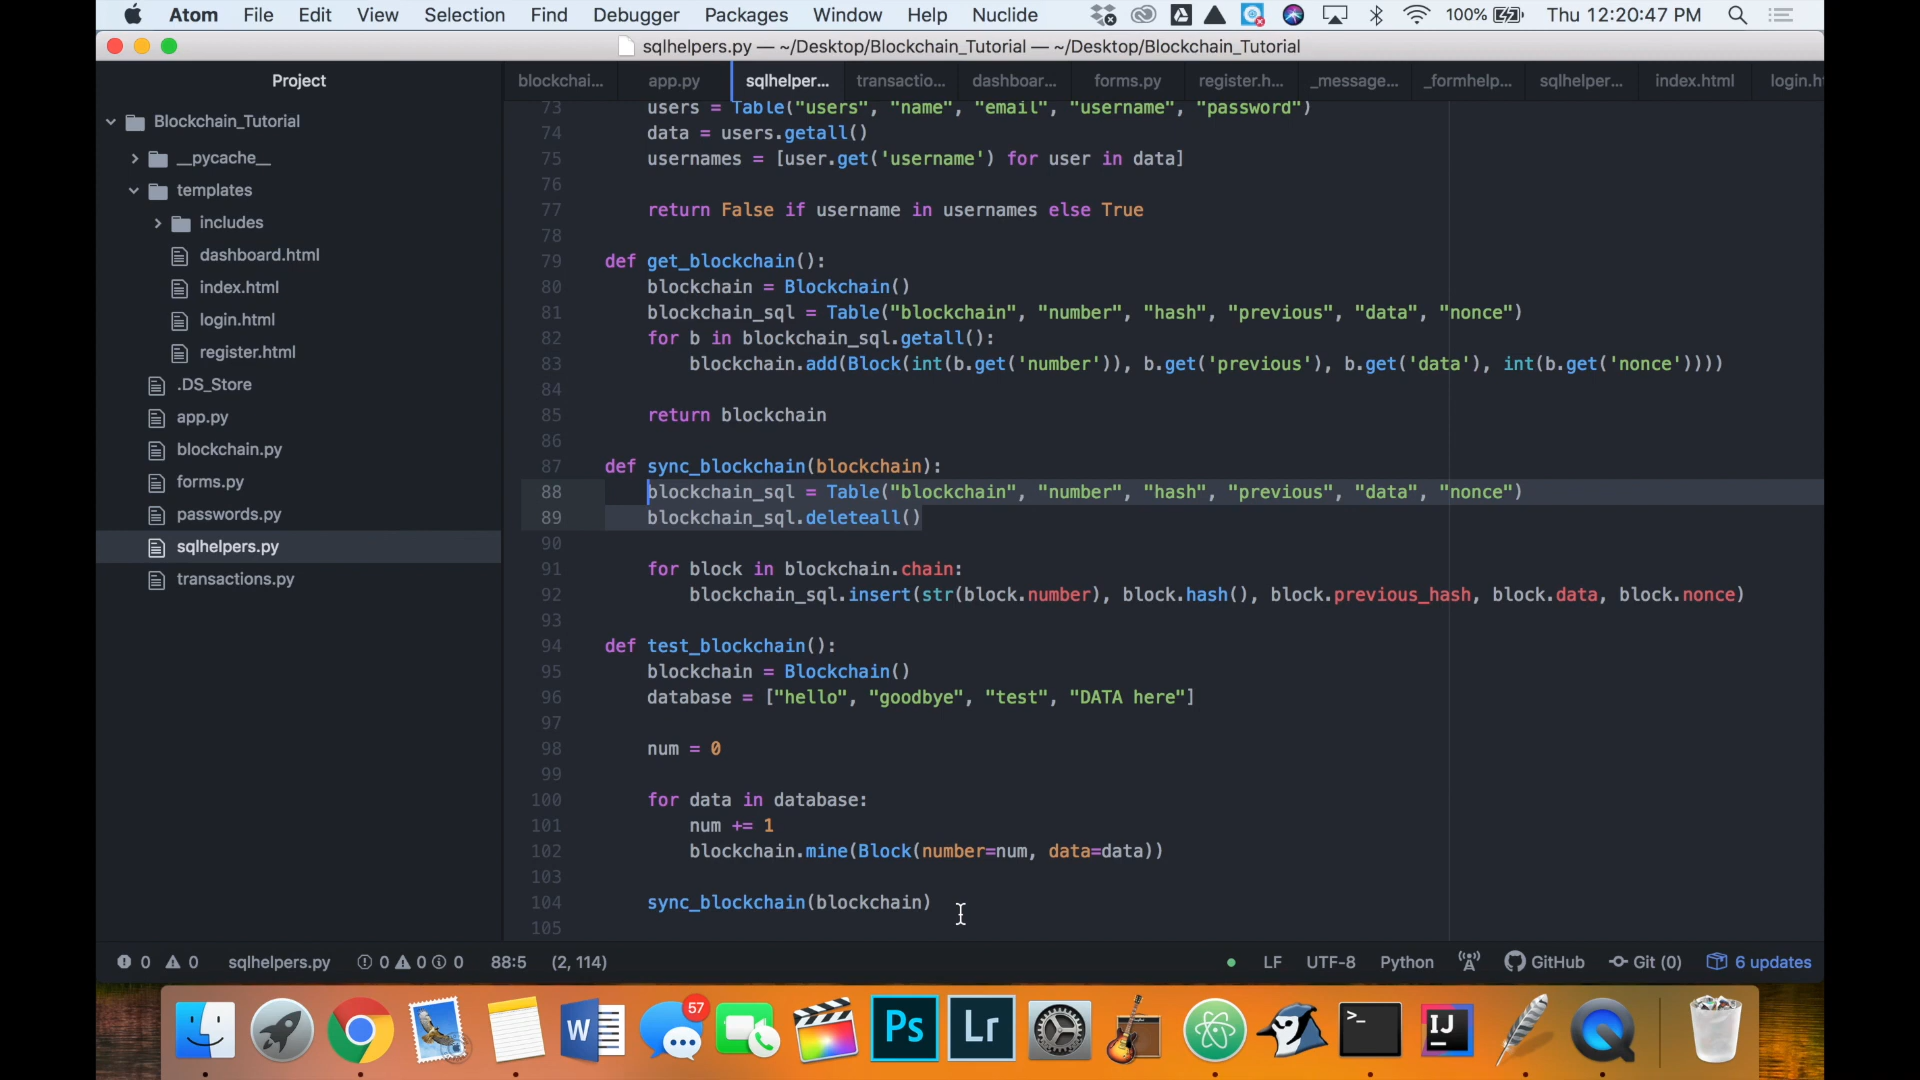 Atom File Edit View Selection Find Debugger Packages Window Help Nuclide 100% Thu 12:20:47 PM
sqlhelpers.py — ~/Desktop/Blockchain_Tutorial — ~/Desktop/Blockchain_Tutorial
Project
blockchai... app.py sqlhelper... transactio... dashboar... forms.py register.h... _message... _formhelp... sqlhelper... index.html login.ht
Blockchain_Tutorial
__pycache__
templates
includes
dashboard.html
index.html
login.html
register.html
.DS_Store
app.py
blockchain.py
forms.py
passwords.py
sqlhelpers.py
transactions.py
73 users = Table("users", "name", "email", "username", "password")
74 data = users.getall()
75 usernames = [user.get('username') for user in data]
76
77 return False if username in usernames else True
78
79 def get_blockchain():
80 blockchain = Blockchain()
81 blockchain_sql = Table("blockchain", "number", "hash", "previous", "data", "nonce")
82 for b in blockchain_sql.getall():
83 blockchain.add(Block(int(b.get('number')), b.get('previous'), b.get('data'), int(b.get('nonce'))))
84
85 return blockchain
86
87 def sync_blockchain(blockchain):
88 blockchain_sql = Table("blockchain", "number", "hash", "previous", "data", "nonce")
89 blockchain_sql.deleteall()
90
91 for block in blockchain.chain:
92 blockchain_sql.insert(str(block.number), block.hash(), block.previous_hash, block.data, block.nonce)
93
94 def test_blockchain():
95 blockchain = Blockchain()
96 database = ["hello", "goodbye", "test", "DATA here"]
97
98 num = 0
99
100 for data in database:
101 num += 1
102 blockchain.mine(Block(number=num, data=data))
103
104 sync_blockchain(blockchain)
105
0 0 sqlhelpers.py 0 0 0 88:5 (2, 114) LF UTF-8 Python GitHub Git (0) 6 updates
W 57 Ps Lr >_ IJ